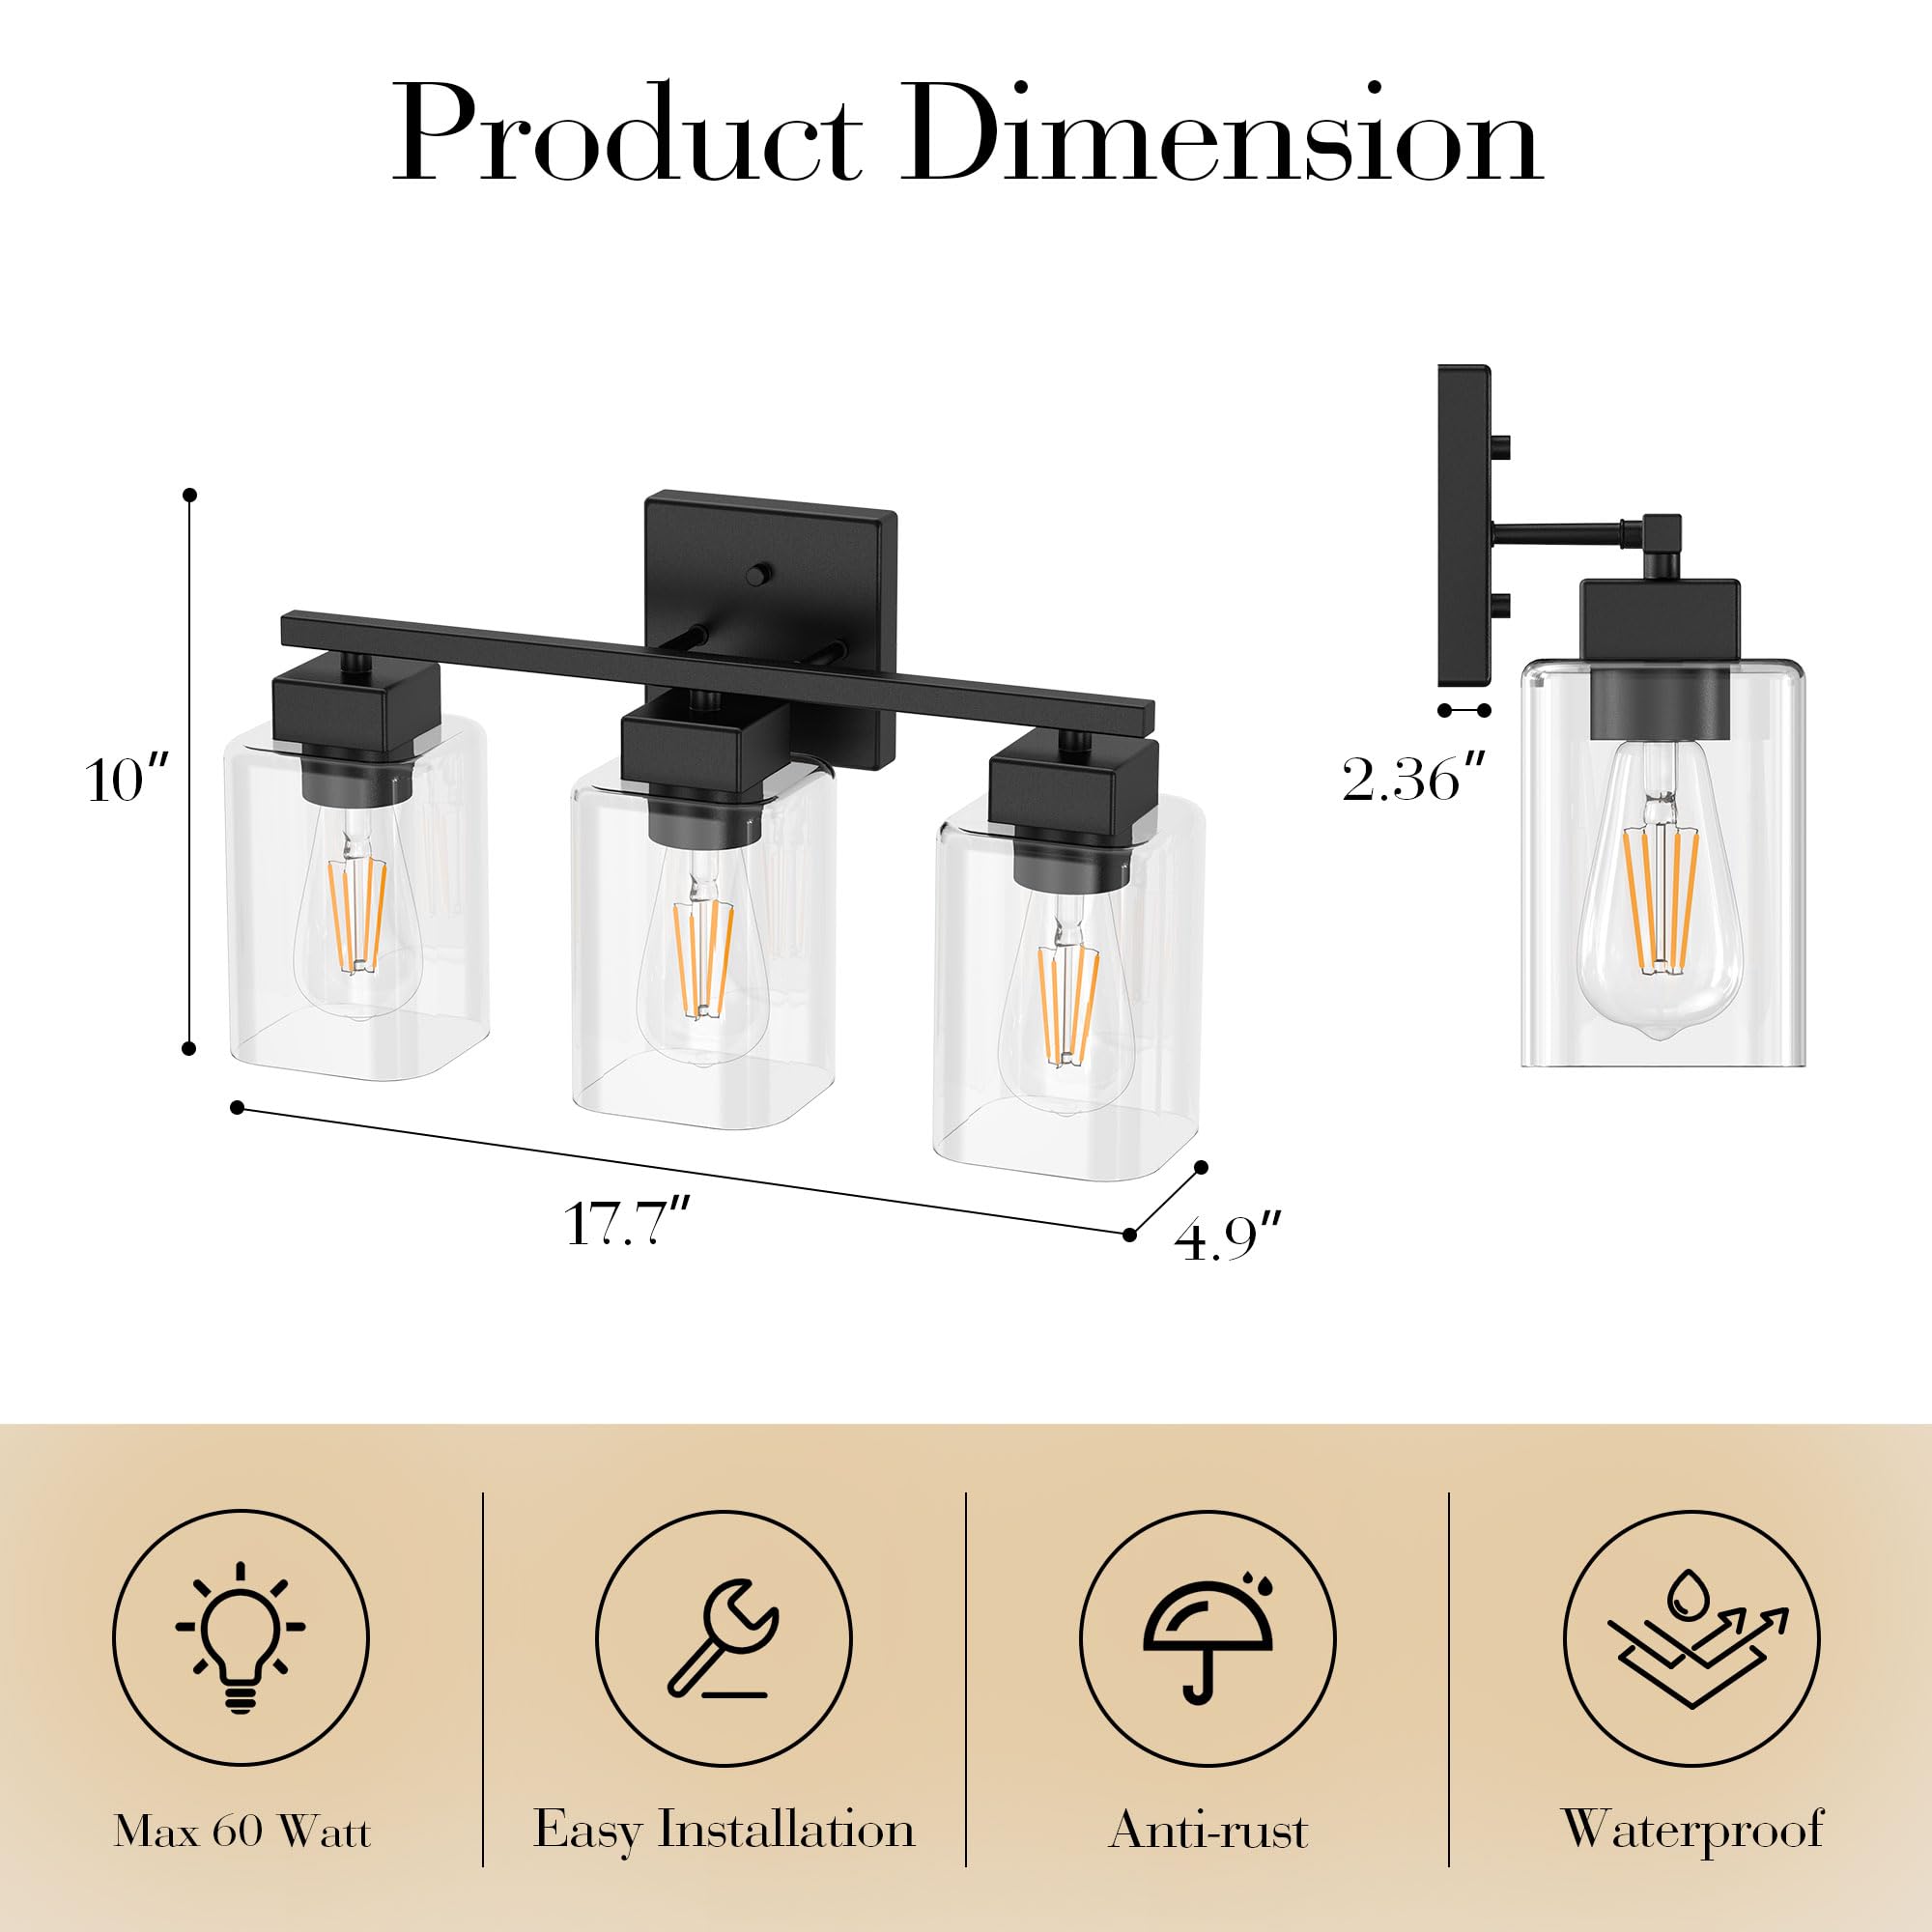 Product Dimension
10"
2.36"
17.7"
4.9"
Max 60 Watt
Easy Installation
Anti-rust
Waterproof